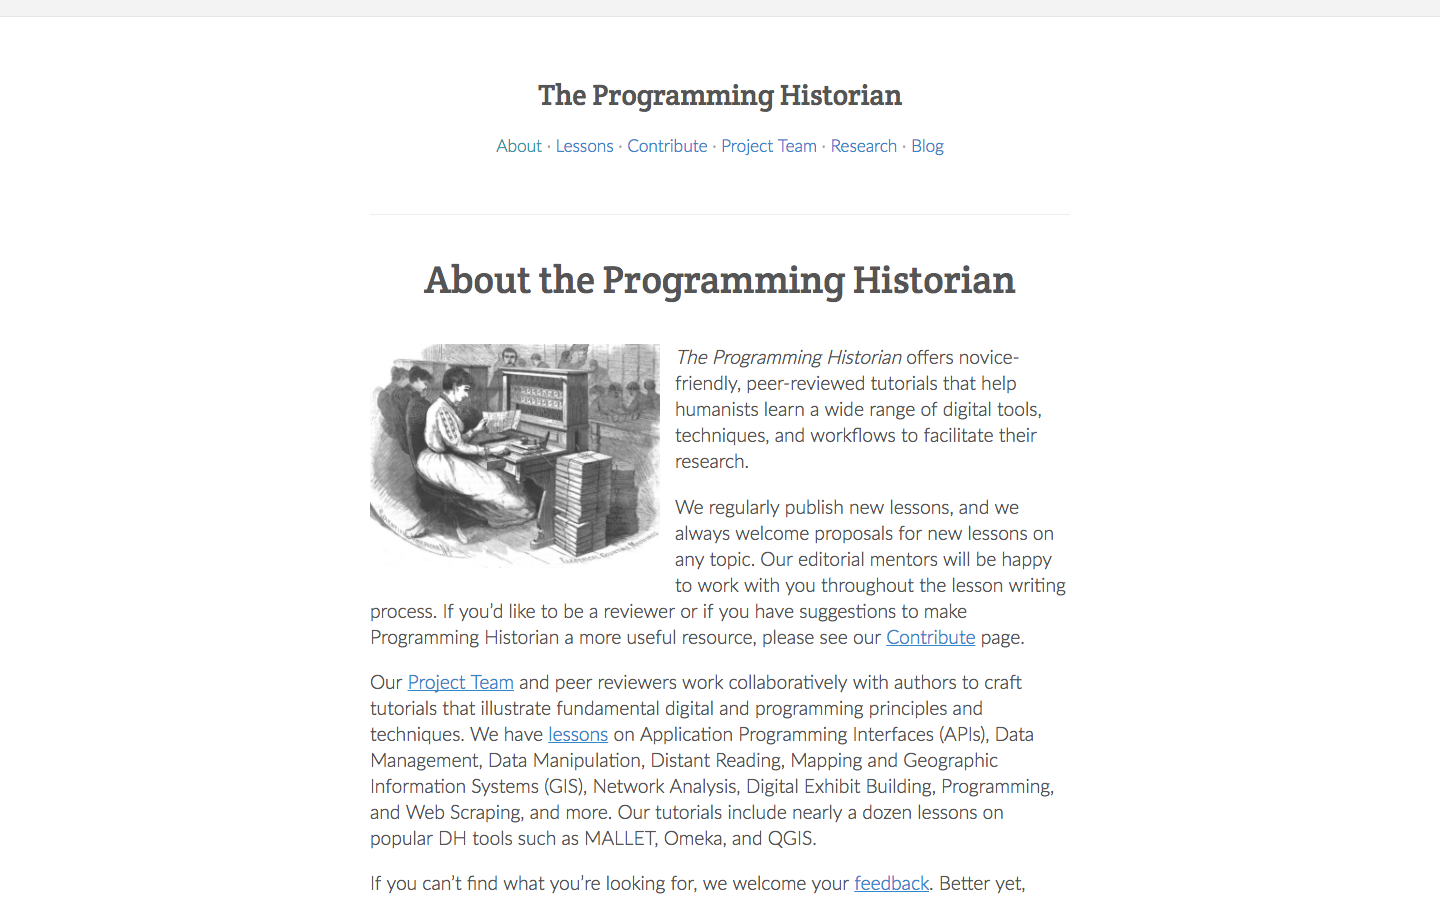 The Programming Historian
About · Lessons · Contribute · Project Team · Research · Blog
About the Programming Historian
The Programming Historian offers novice-
friendly, peer-reviewed tutorials that help
humanists learn a wide range of digital tools,
techniques, and workflows to facilitate their
research.
We regularly publish new lessons, and we
always welcome proposals for new lessons on
any topic. Our editorial mentors will be happy
to work with you throughout the lesson writing
process. If you’d like to be a reviewer or if you have suggestions to make
Programming Historian a more useful resource, please see our Contribute page.
Our Project Team and peer reviewers work collaboratively with authors to craft
tutorials that illustrate fundamental digital and programming principles and
techniques. We have lessons on Application Programming Interfaces (APIs), Data
Management, Data Manipulation, Distant Reading, Mapping and Geographic
Information Systems (GIS), Network Analysis, Digital Exhibit Building, Programming,
and Web Scraping, and more. Our tutorials include nearly a dozen lessons on
popular DH tools such as MALLET, Omeka, and QGIS.
If you can’t find what you’re looking for, we welcome your feedback. Better yet,